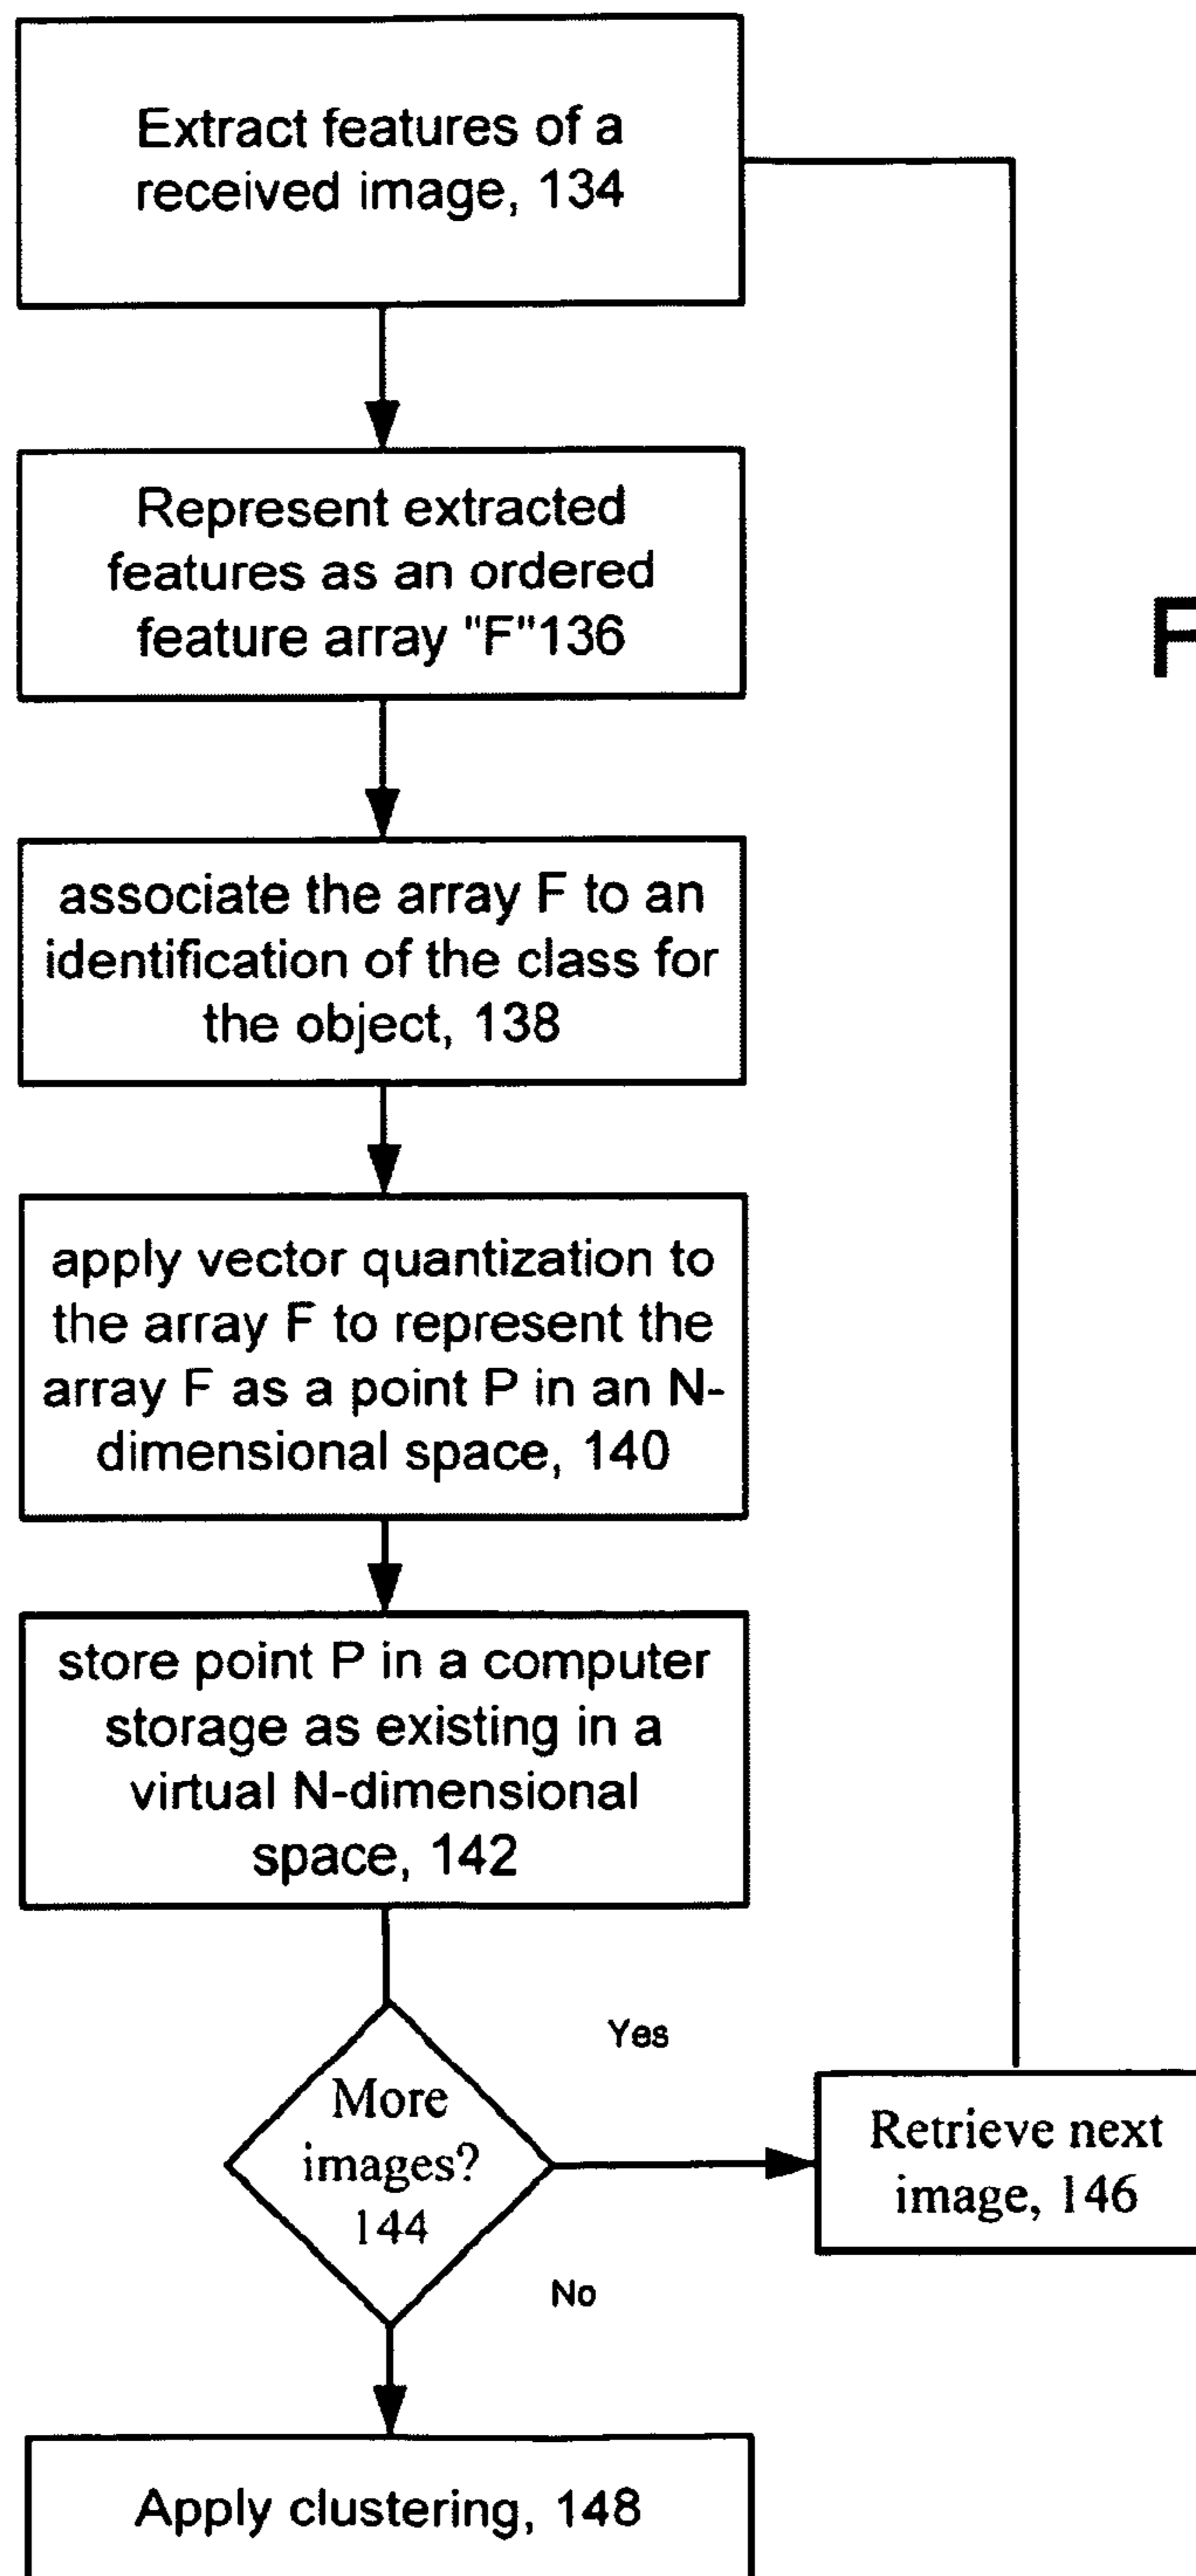 Extract features of a
received image, 134
Represent extracted
features as an ordered
feature array "F"136
F
associate the array F to an
identification of the class for
the object, 138
apply vector quantization to
the array F to represent the
array F as a point P in an N-
dimensional space, 140
store point P in a computer
storage as existing in a
virtual N-dimensional
space, 142
Yes
More
images?
144
Retrieve next
image, 146
No
Apply clustering, 148